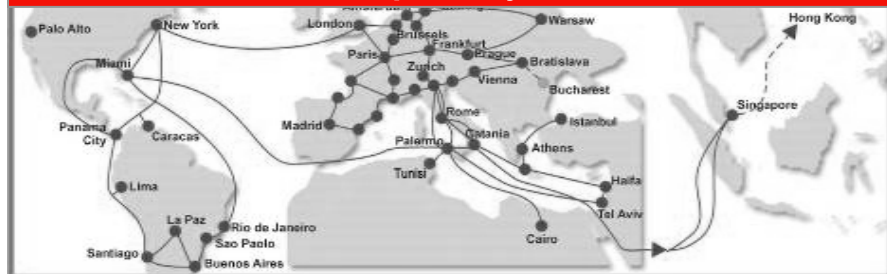 Palo Alto
New York
London
Brussels
Warsaw
Hong Kong
Paris
Frankfurt
Prague
Miami
Zurich
Bratislava
Vienna
Bucharest
Singapore
Madrid
Rome
Istanbul
Panama
City
Caracas
Catania
Palermo
Athens
Tunisi
Haifa
Lima
Tel Aviv
La Paz
Rio de Janeiro
Sao Paolo
Cairo
Santiago
Buenos Aires